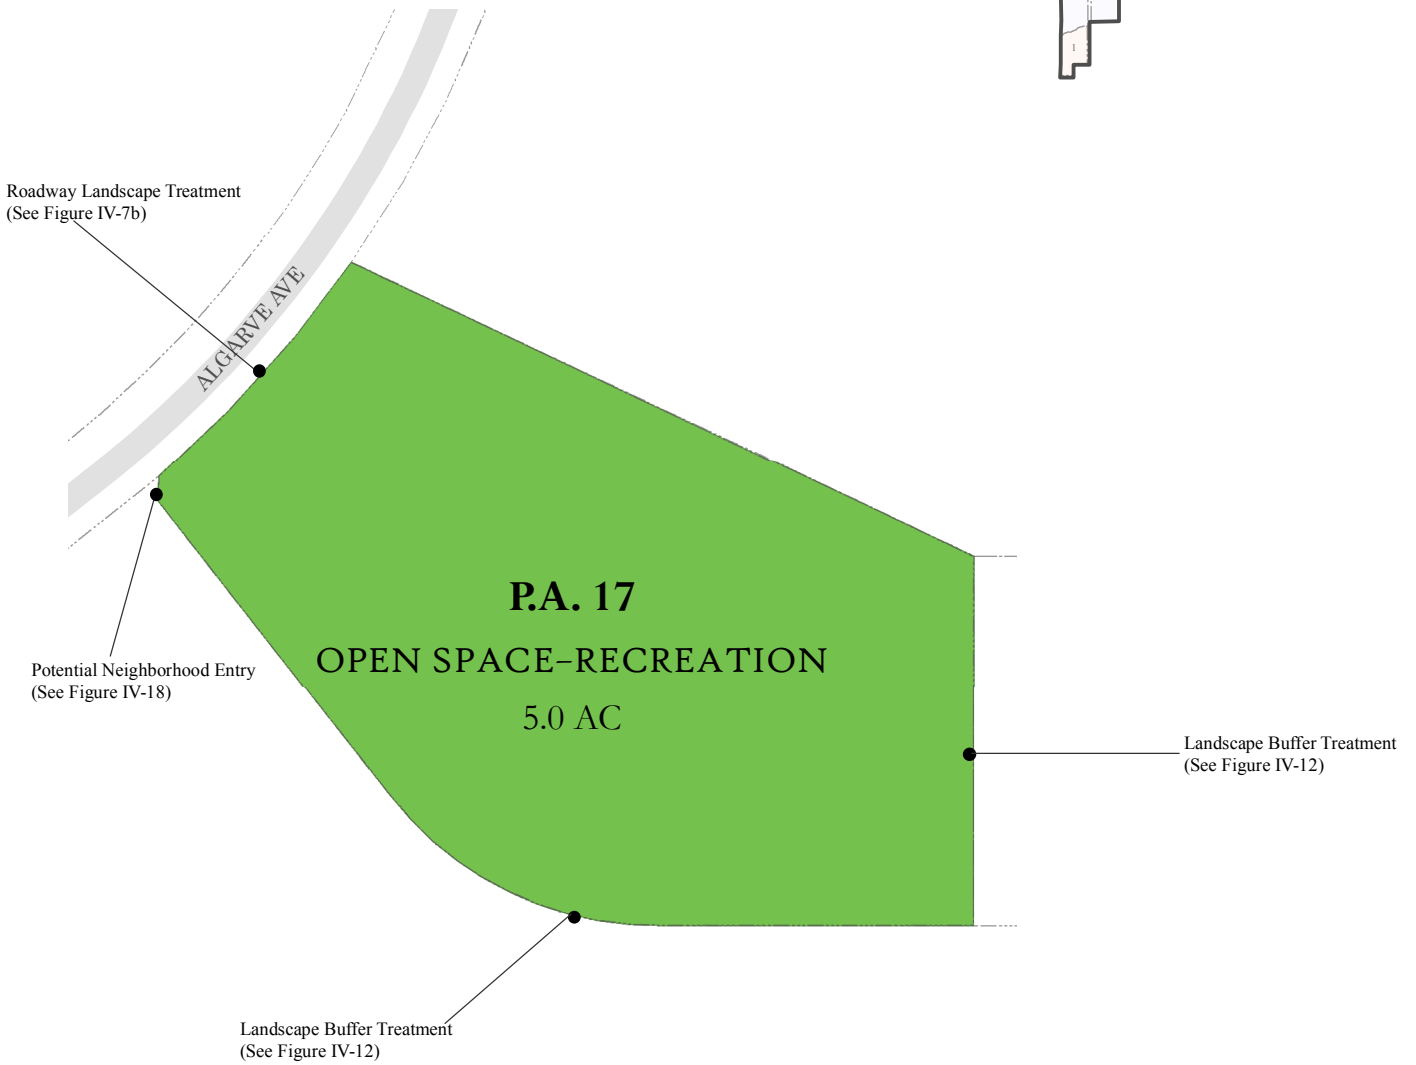 1
Roadway Landscape Treatment
(See Figure IV-7b)
ALGARVE AVE
P.A. 17
OPEN SPACE–RECREATION
5.0 AC
Potential Neighborhood Entry
(See Figure IV-18)
Landscape Buffer Treatment
(See Figure IV-12)
Landscape Buffer Treatment
(See Figure IV-12)